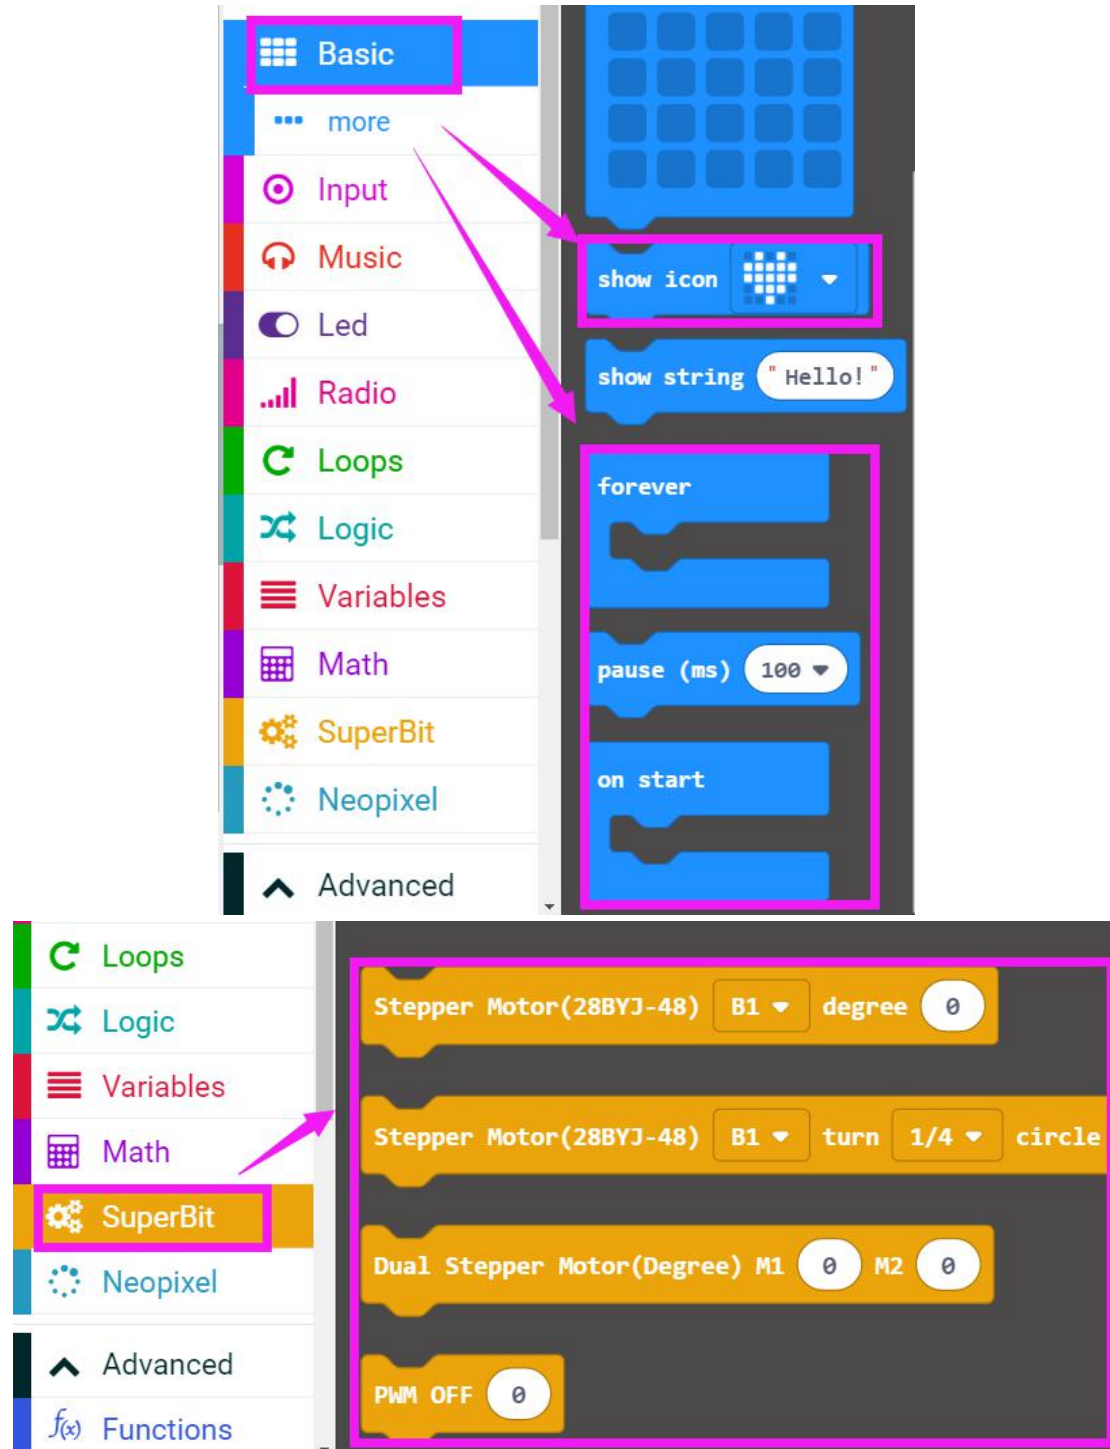 Basic
more
Input
Music
Led
Radio
Loops
Logic
Variables
Math
SuperBit
Neopixel
Advanced
show icon
show string "Hello!"
forever
pause (ms) 100
on start
Loops
Logic
Variables
Math
SuperBit
Neopixel
Advanced
f(x) Functions
Stepper Motor(28BYJ-48) B1 degree 0
Stepper Motor(28BYJ-48) B1 turn 1/4 circle
Dual Stepper Motor(Degree) M1 0 M2 0
PWM OFF 0